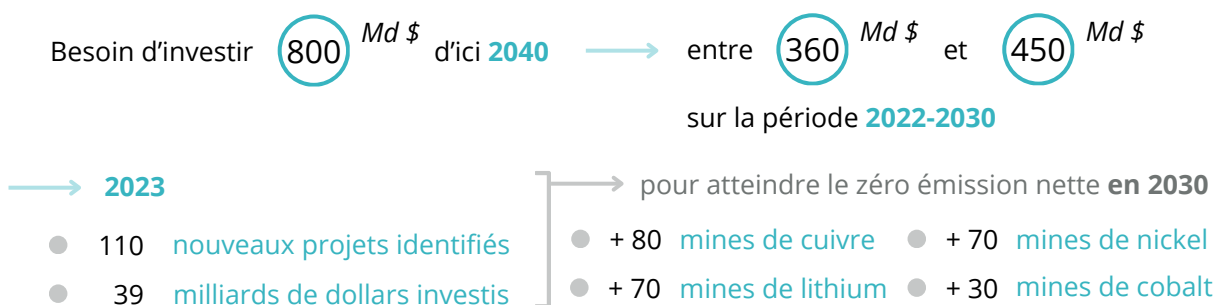 Besoin d'investir 800 Md $ d'ici 2040 entre 360 Md $ et 450 Md $
sur la période 2022-2030
2023
110 nouveaux projets identifiés
39 milliards de dollars investis
pour atteindre le zéro émission nette en 2030
+ 80 mines de cuivre + 70 mines de nickel
+ 70 mines de lithium + 30 mines de cobalt